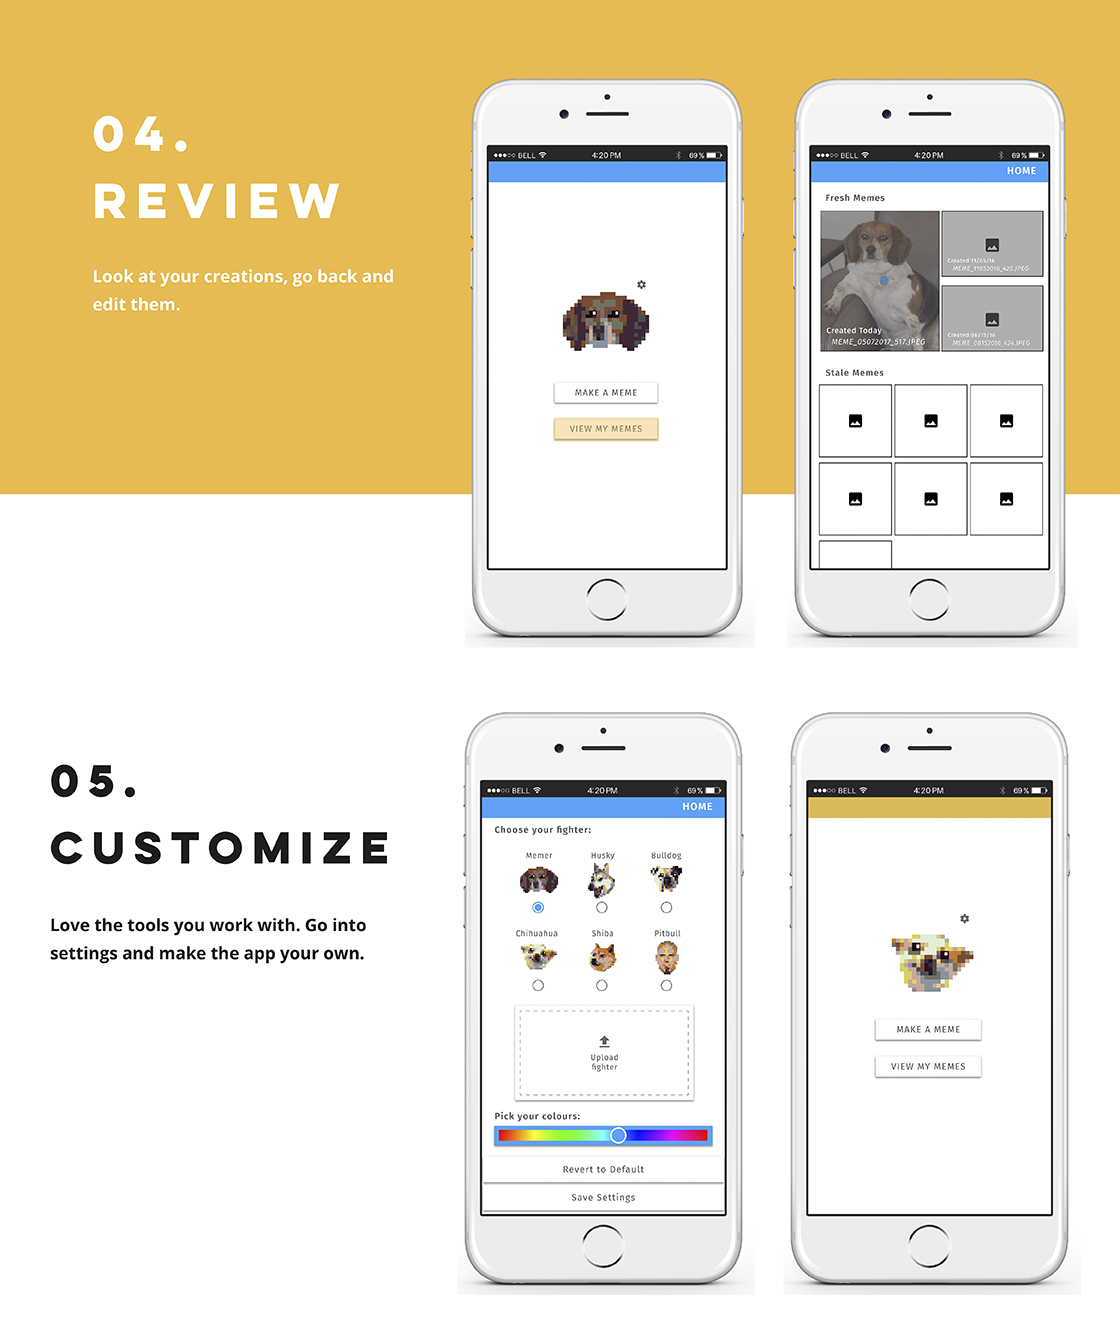 04.
REVIEW
Look at your creations, go back and
edit them.
BELL 4:20 PM 69%
MAKE A MEME
VIEW MY MEMES
BELL 4:20 PM 69%
HOME
Fresh Memes
Created Today
MEME_05072017_517.JPEG
Created 11/05/16
MEME_11052016_425.JPEG
Created 08/15/16
MEME_08152016_424.JPEG
Stale Memes
05.
CUSTOMIZE
Love the tools you work with. Go into
settings and make the app your own.
BELL 4:20 PM 69%
HOME
Choose your fighter:
Memer Husky Bulldog
Chihuahua Shiba Pitbull
Upload
fighter
Pick your colours:
Revert to Default
Save Settings
BELL 4:20 PM 69%
MAKE A MEME
VIEW MY MEMES